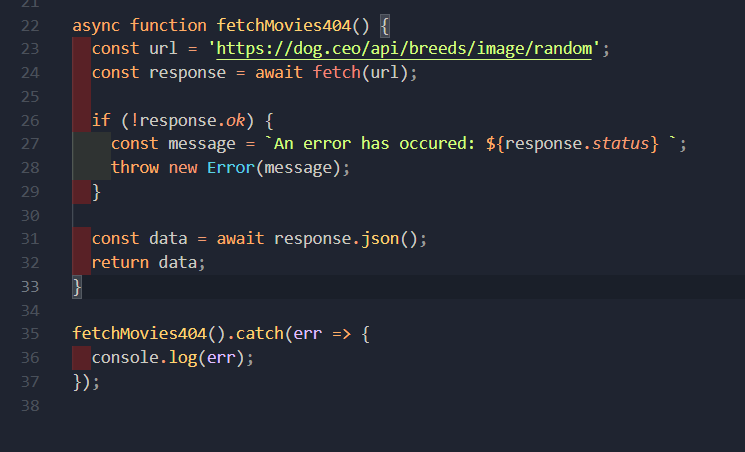 21
22 async function fetchMovies404() {
23   const url = 'https://dog.ceo/api/breeds/image/random';
24   const response = await fetch(url);
25
26   if (!response.ok) {
27     const message = `An error has occured: ${response.status} `;
28     throw new Error(message);
29   }
30
31   const data = await response.json();
32   return data;
33 }
34
35 fetchMovies404().catch(err => {
36   console.log(err);
37 });
38